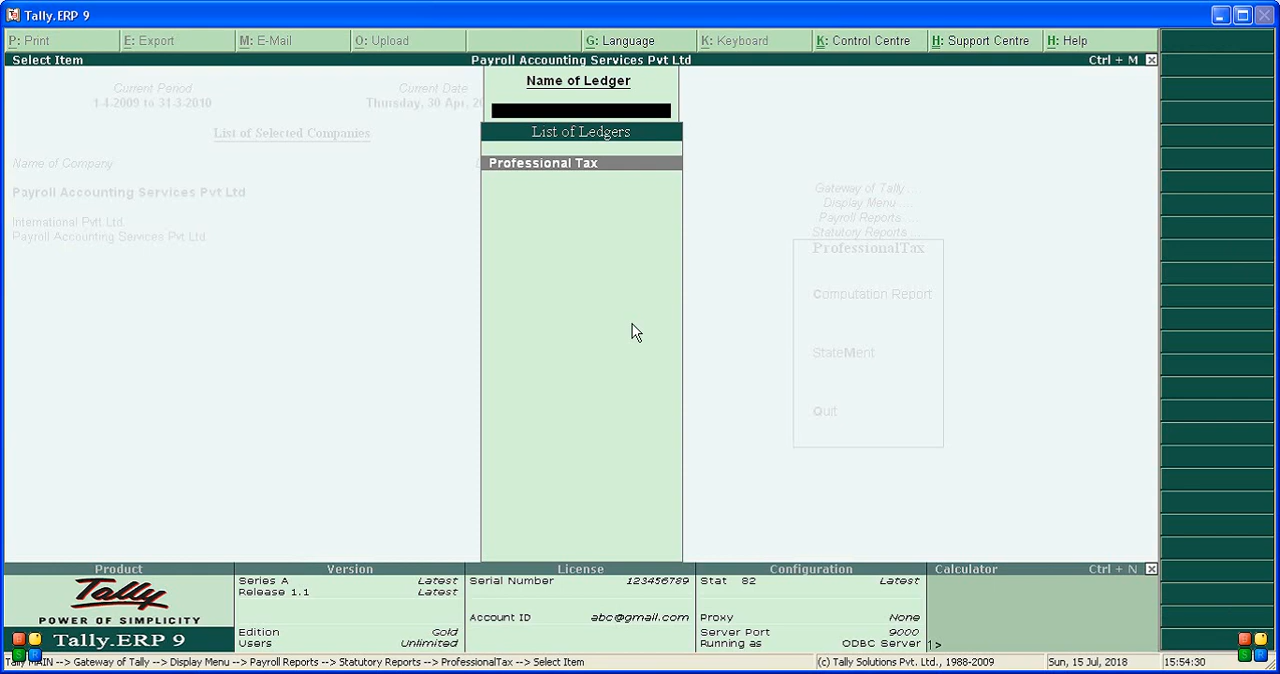 Tally.ERP 9
P: Print
E: Export
M: E-Mail
O: Upload
G: Language
K: Keyboard
K: Control Centre
H: Support Centre
H: Help
Select Item
Payroll Accounting Services Pvt Ltd
Ctrl + M
Current Period
1-4-2009 to 31-3-2010
Current Date
Thursday, 30 Apr, 20
List of Selected Companies
Name of Company
Payroll Accounting Services Pvt Ltd
International Pvtt Ltd.
Payroll Accounting Services Pvt Ltd.
Name of Ledger
List of Ledgers
Professional Tax
Gateway of Tally ...
Display Menu ....
Payroll Reports ....
Statutory Reports ...
ProfessionalTax
Computation Report
StateMent
Quit
Product
Tally
POWER OF SIMPLICITY
Tally.ERP 9
Version
Series A Latest
Release 1.1 Latest
Edition Gold
Users Unlimited
License
Serial Number 123456789
Account ID abc@gmail.com
Configuration
Stat 82 Latest
Proxy None
Server Port 9000
Running as ODBC Server
Calculator Ctrl + N
1>
Tally MAIN --> Gateway of Tally --> Display Menu --> Payroll Reports --> Statutory Reports --> ProfessionalTax --> Select Item
(c) Tally Solutions Pvt. Ltd., 1988-2009
Sun, 15 Jul, 2018
15:54:30